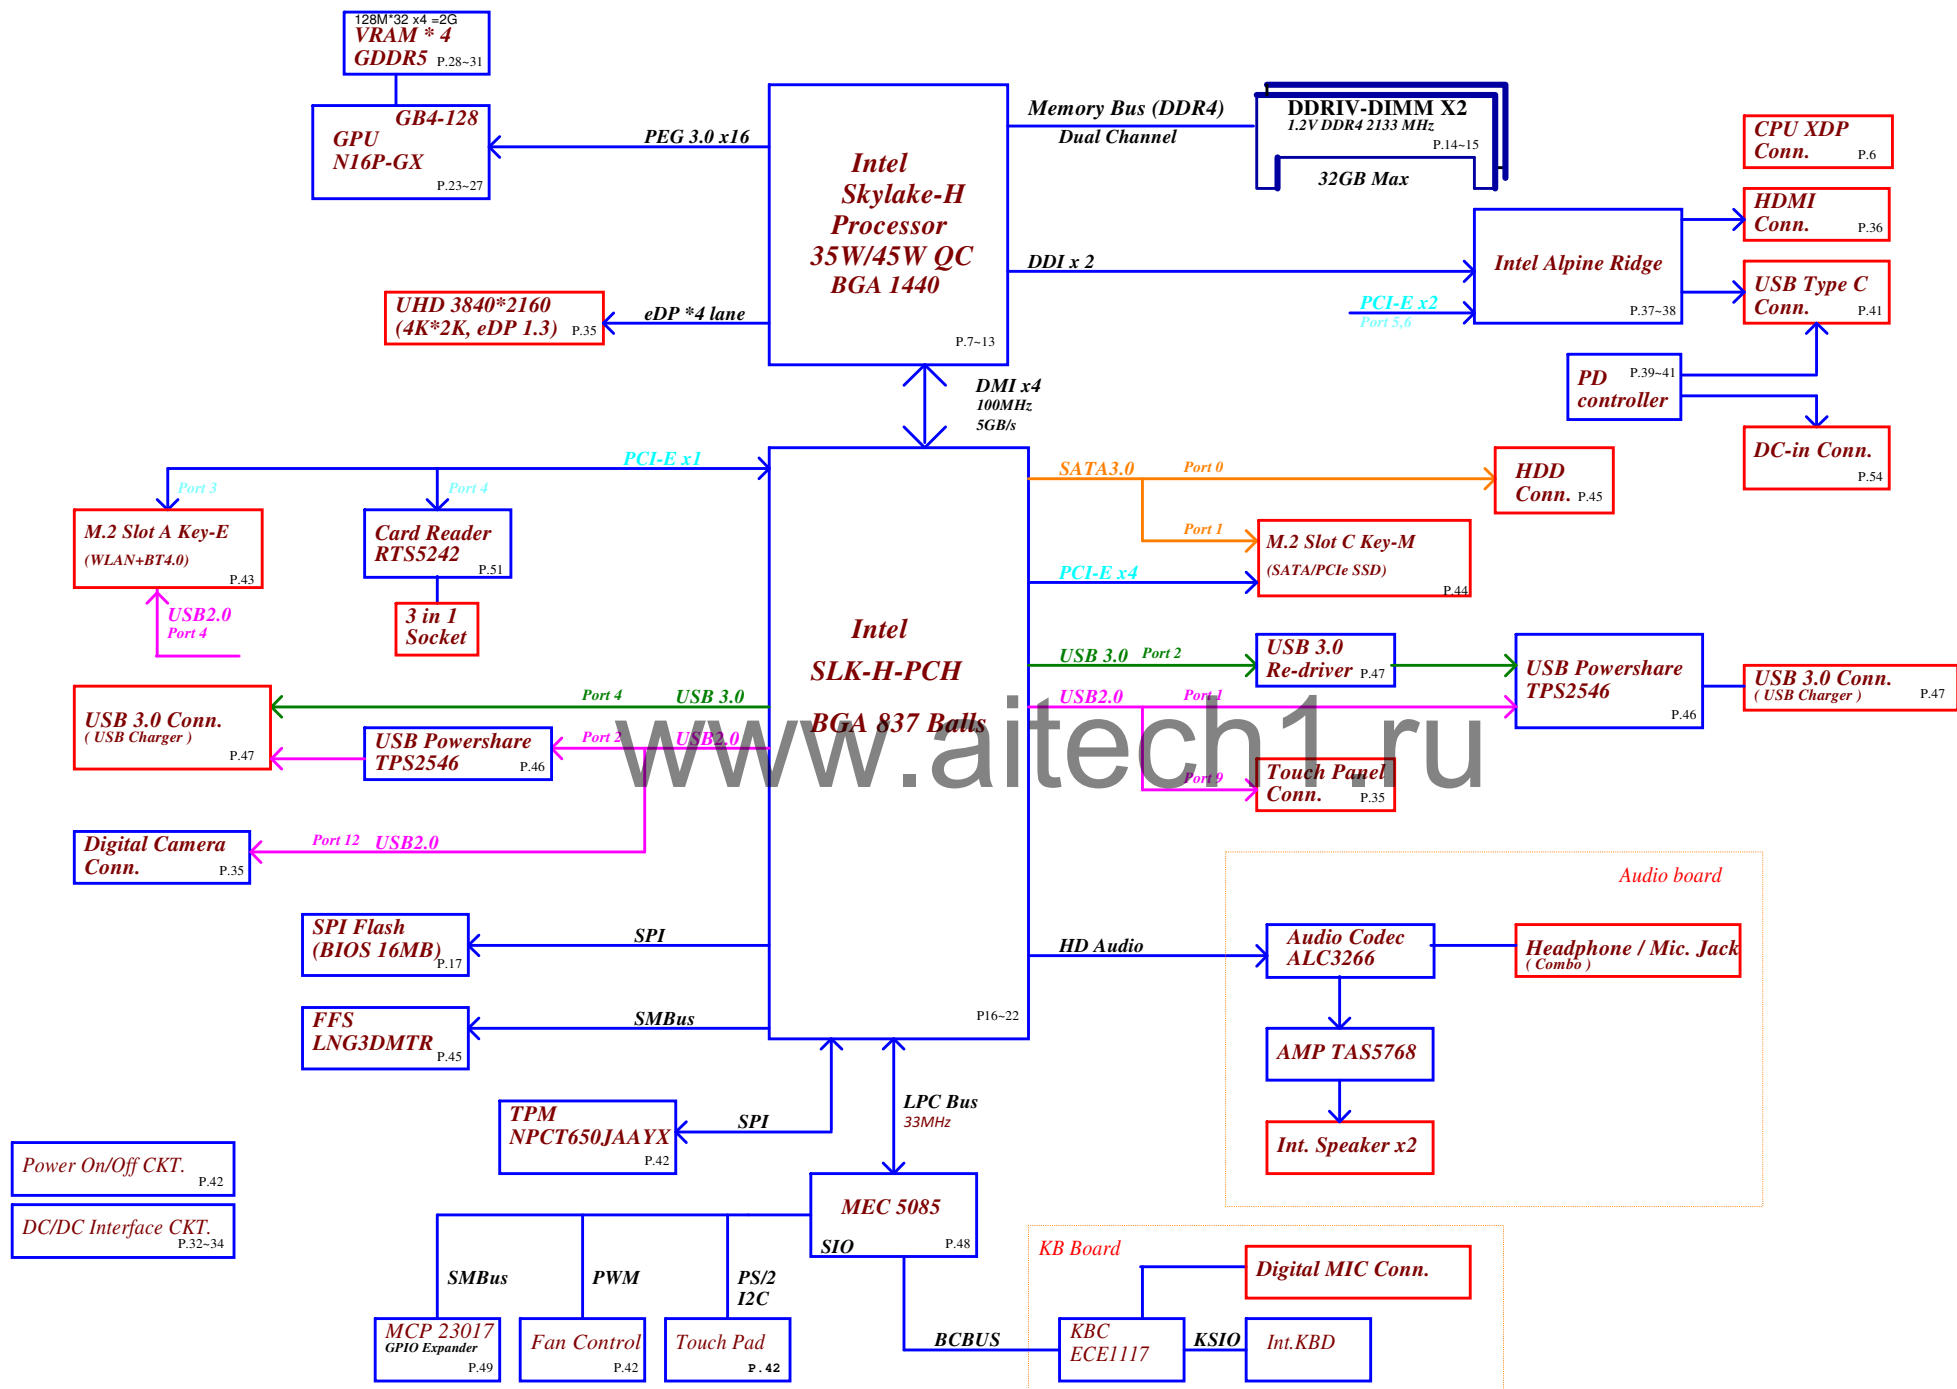 128M*32 x4 =2G
VRAM * 4
GDDR5 P.28~31
GB4-128
GPU
N16P-GX
P.23~27
PEG 3.0 x16
Intel
Skylake-H
Processor
35W/45W QC
BGA 1440
P.7~13
Memory Bus (DDR4)
Dual Channel
DDRIV-DIMM X2
1.2V DDR4 2133 MHz
P.14~15
32GB Max
CPU XDP
Conn. P.6
HDMI
Conn. P.36
DDI x 2
Intel Alpine Ridge
P.37~38
PCI-E x2
Port 5,6
USB Type C
Conn. P.41
UHD 3840*2160
(4K*2K, eDP 1.3) P.35
eDP *4 lane
PD P.39~41
controller
DC-in Conn.
P.54
DMI x4
100MHz
5GB/s
PCI-E x1
Port 3
Port 4
M.2 Slot A Key-E
(WLAN+BT4.0)
P.43
Card Reader
RTS5242
P.51
3 in 1
Socket
USB2.0
Port 4
SATA3.0 Port 0
HDD
Conn. P.45
Port 1
M.2 Slot C Key-M
(SATA/PCIe SSD)
P.44
PCI-E x4
Intel
SLK-H-PCH
BGA 837 Balls
P16~22
USB 3.0 Port 2
USB 3.0
Re-driver P.47
USB Powershare
TPS2546
P.46
USB 3.0 Conn.
( USB Charger ) P.47
USB2.0 Port 1
Port 9
Touch Panel
Conn. P.35
Port 4 USB 3.0
USB 3.0 Conn.
( USB Charger )
P.47
USB Powershare
TPS2546 P.46
Port 2 USB2.0
www.aitech1.ru
Digital Camera
Conn. P.35
Port 12 USB2.0
SPI Flash
(BIOS 16MB)
P.17
SPI
FFS
LNG3DMTR P.45
SMBus
HD Audio
Audio board
Audio Codec
ALC3266
Headphone / Mic. Jack
( Combo )
AMP TAS5768
Int. Speaker x2
TPM
NPCT650JAAYX
P.42
SPI
LPC Bus
33MHz
Power On/Off CKT.
P.42
DC/DC Interface CKT.
P.32~34
MEC 5085
SIO P.48
SMBus
PWM
PS/2
I2C
MCP 23017
GPIO Expander
P.49
Fan Control
P.42
Touch Pad
P.42
BCBUS
KB Board
Digital MIC Conn.
KBC
ECE1117
KSIO
Int.KBD